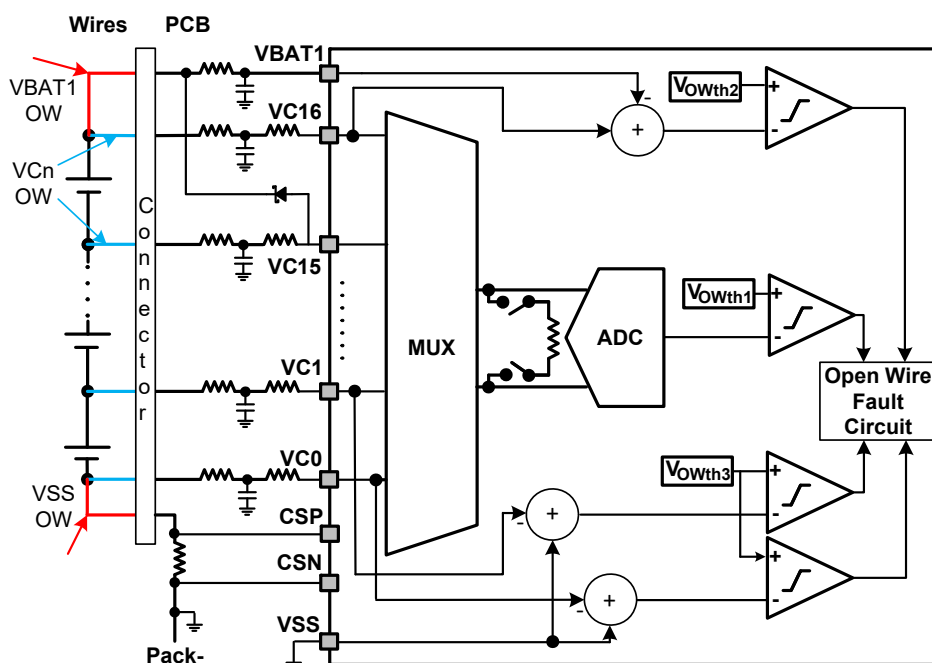 Wires
PCB
VBAT1
VBAT1
OW
VOWth2
+
-
-
+
VC16
VCn
OW
Connector
VC15
VOWth1
+
-
MUX
ADC
VC1
Open Wire
Fault
Circuit
VC0
VOWth3
+
-
VSS
OW
-
+
CSP
+
-
CSN
-
+
VSS
Pack-